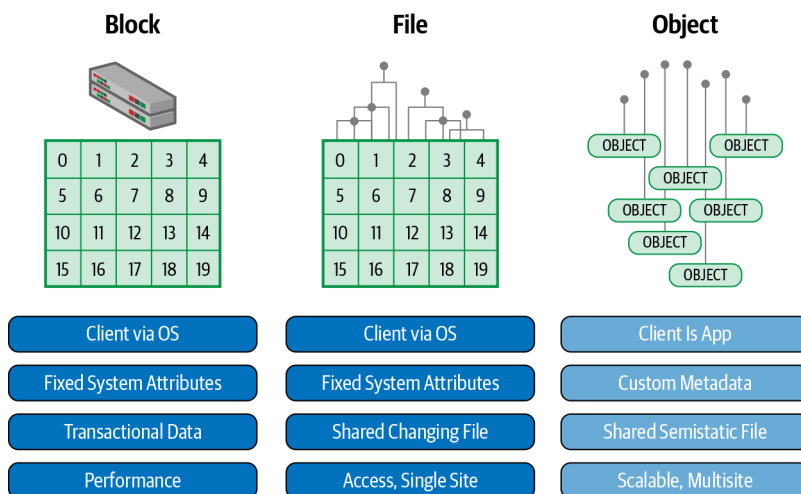 Block
File
Object
0 1 2 3 4
5 6 7 8 9
10 11 12 13 14
15 16 17 18 19
0 1 2 3 4
5 6 7 8 9
10 11 12 13 14
15 16 17 18 19
OBJECT
OBJECT
OBJECT
OBJECT
OBJECT
OBJECT
OBJECT
Client via OS
Client via OS
Client Is App
Fixed System Attributes
Fixed System Attributes
Custom Metadata
Transactional Data
Shared Changing File
Shared Semistatic File
Performance
Access, Single Site
Scalable, Multisite